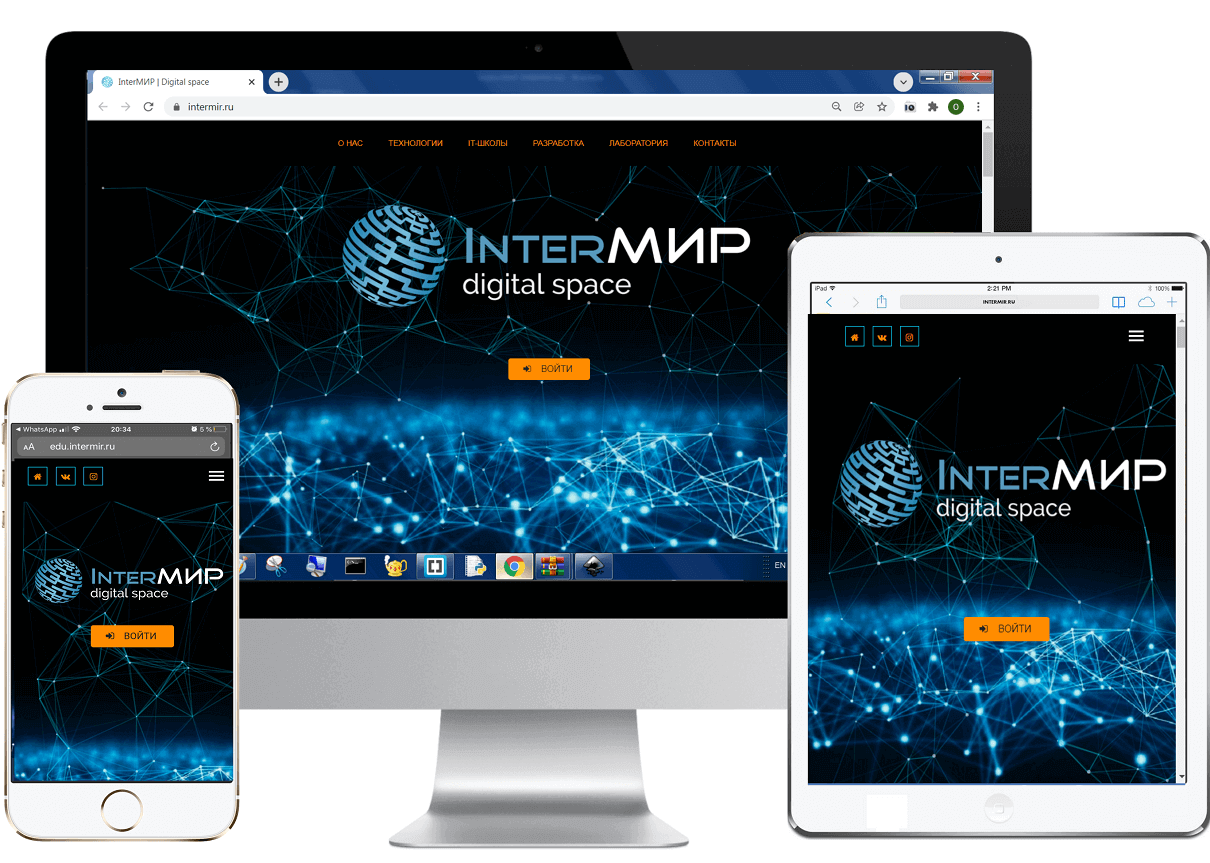 InterМИР | Digital space
intermir.ru
О НАС ТЕХНОЛОГИИ IT-ШКОЛЫ РАЗРАБОТКА ЛАБОРАТОРИЯ КОНТАКТЫ
INTERМИР
digital space
ВОЙТИ
EN
iPad 2:21 PM 100%
INTERMIR.RU
INTERМИР
digital space
ВОЙТИ
WhatsApp 20:34 5 %
AA edu.intermir.ru
INTERМИР
digital space
ВОЙТИ